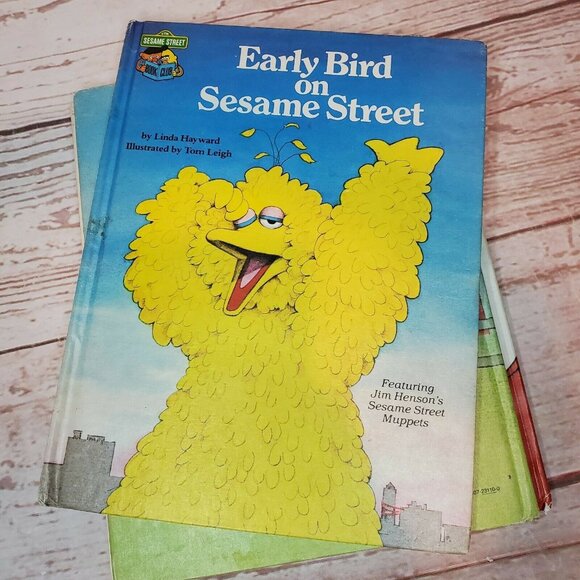 SESAME STREET
BOOK CLUB
Early Bird
on
Sesame Street
by Linda Hayward
Illustrated by Tom Leigh
Featuring
Jim Henson's
Sesame Street
Muppets